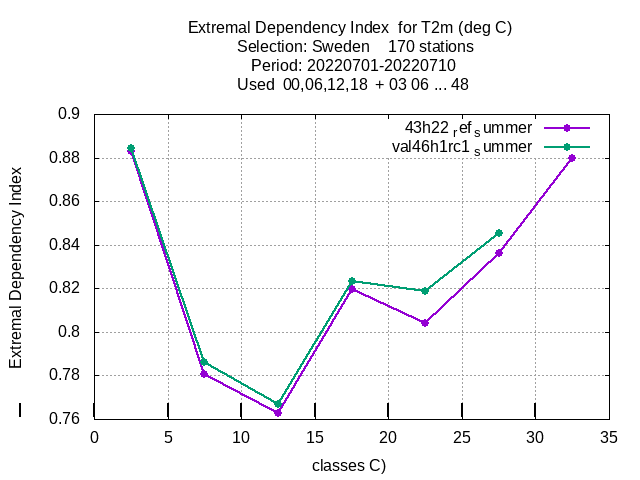 Extremal Dependency Index  for T2m (deg C)
Selection: Sweden    170 stations
Period: 20220701-20220710
Used  00,06,12,18  + 03 06 ... 48
43h22 ref summer
val46h1rc1 summer
Extremal Dependency Index
0.9
0.88
0.86
0.84
0.82
0.8
0.78
0.76
0 5 10 15 20 25 30 35
classes C)